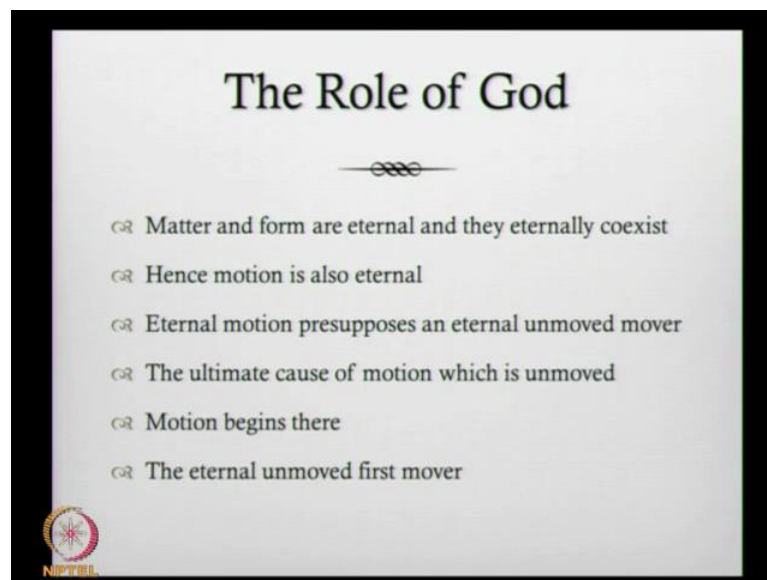 The Role of God
Matter and form are eternal and they eternally coexist
Hence motion is also eternal
Eternal motion presupposes an eternal unmoved mover
The ultimate cause of motion which is unmoved
Motion begins there
The eternal unmoved first mover
NPTEL